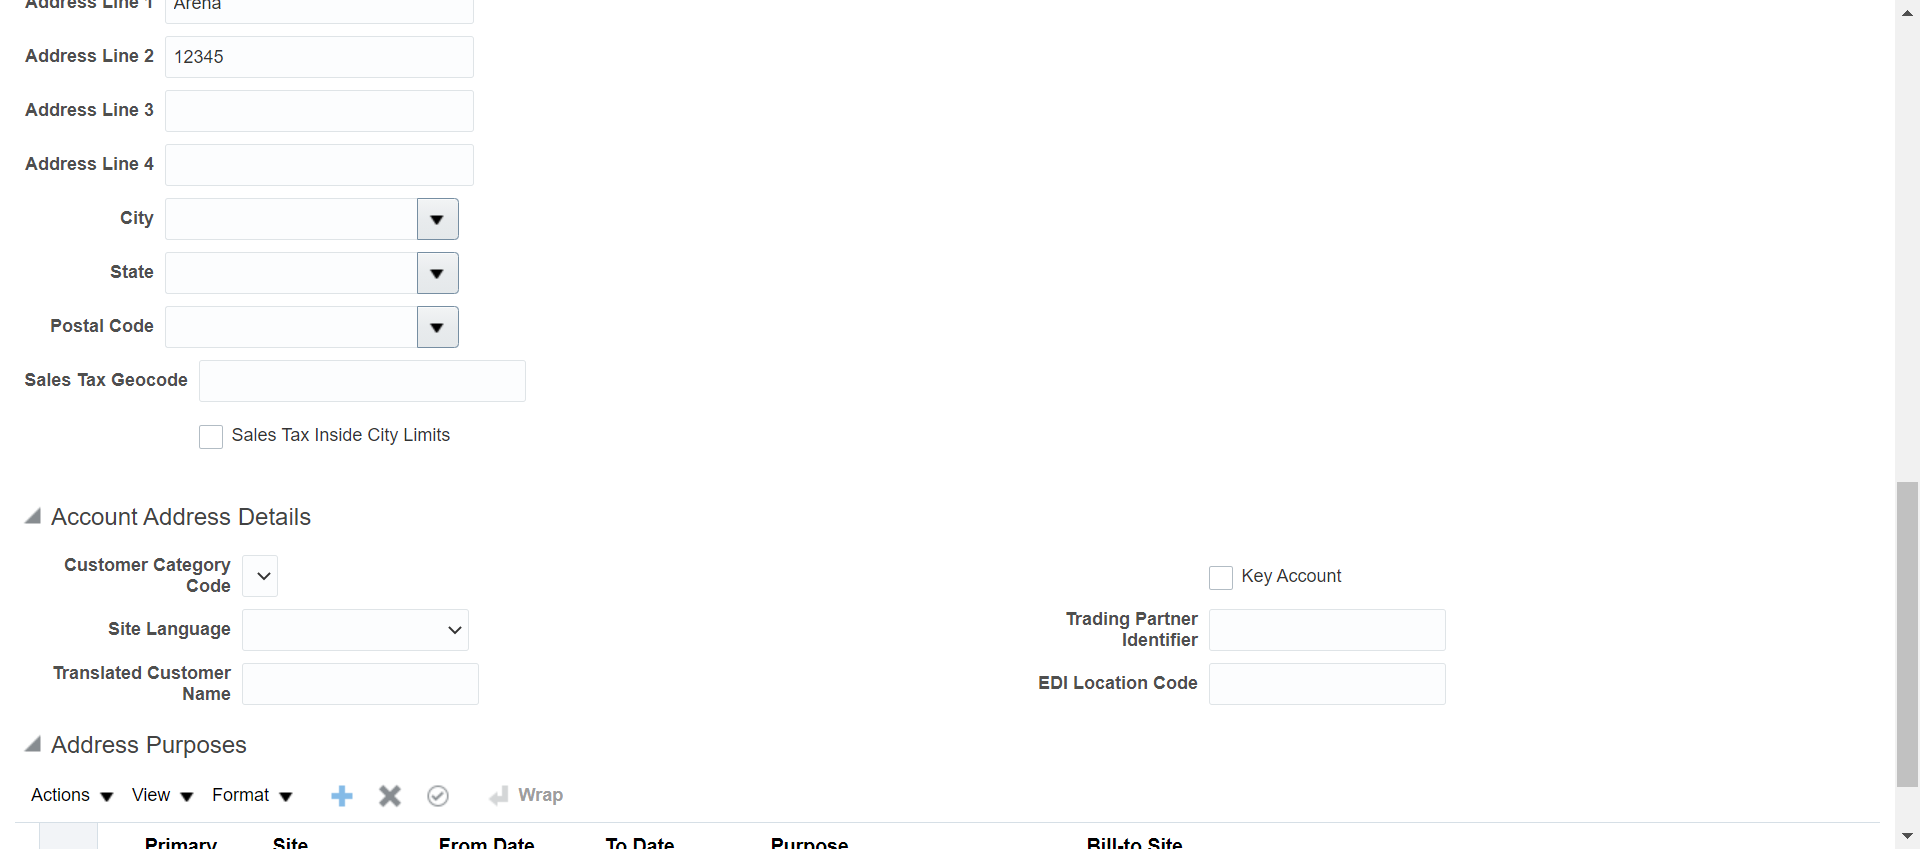 Address Line 1 Arena
Address Line 2 12345
Address Line 3
Address Line 4
City
State
Postal Code
Sales Tax Geocode
Sales Tax Inside City Limits
Account Address Details
Customer Category
Code
Key Account
Site Language
Trading Partner
Identifier
Translated Customer
Name
EDI Location Code
Address Purposes
Actions View Format Wrap
Primary Site From Date To Date Purpose Bill-to Site